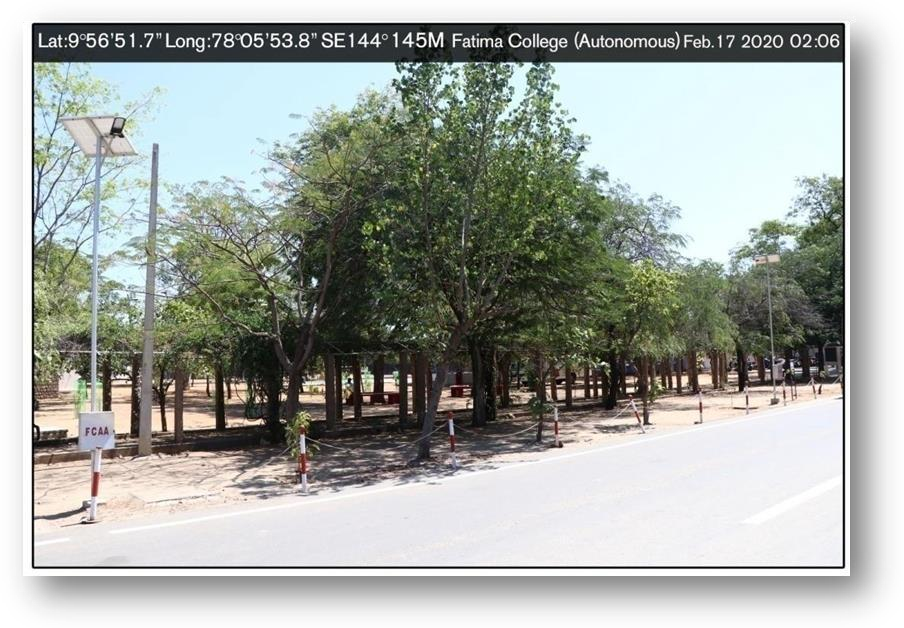 Lat:9°56'51.7” Long:78°05'53.8” SE144° 145M Fatima College (Autonomous) Feb.17 2020 02:06
FCAA